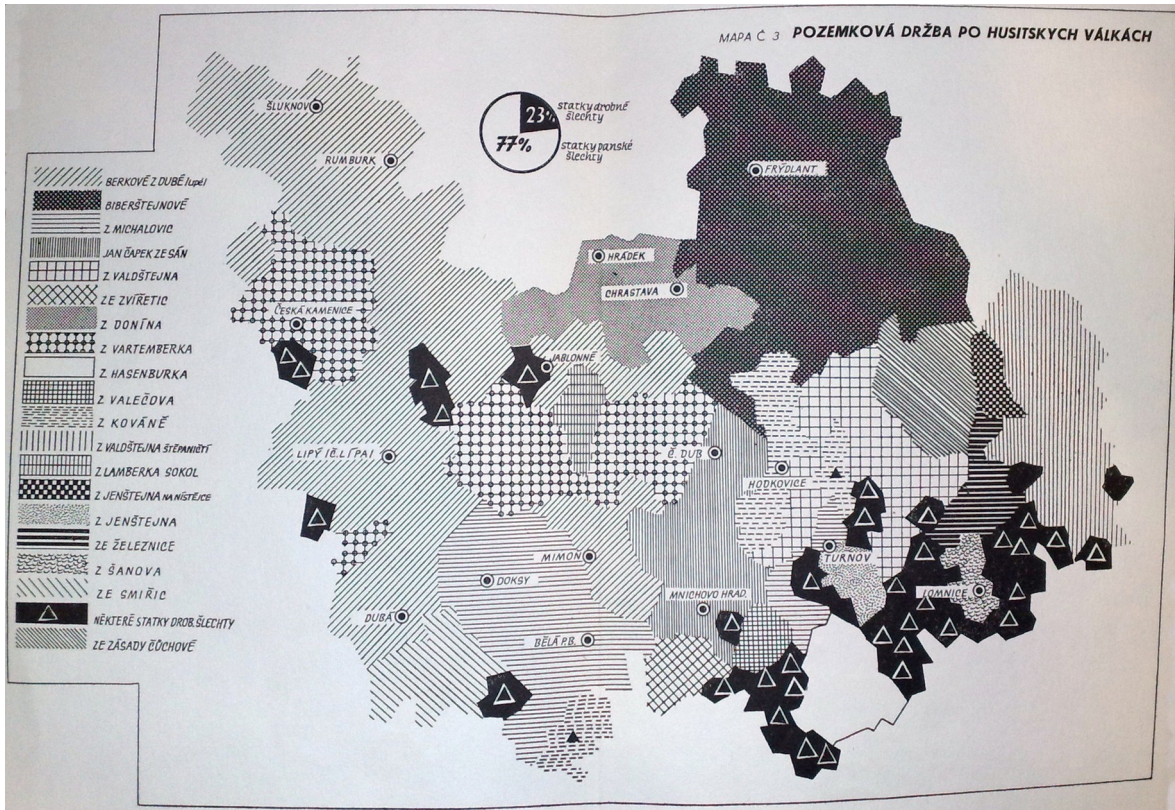 MAPA Č 3 POZEMKOVÁ DRŽBA PO HUSITSKYCH VÁLKÁCH
23%
77%
statky drobné
šlechty
statky panské
šlechty
BERKOVÉ Z DUBÉ /lupé/
BIBERŠTEJNOVÉ
Z MICHALOVIC
JAN ČAPEK ZE SÁN
Z VALDŠTEJNA
ZE ZVÍŘETIC
Z DONÍNA
Z VARTEMBERKA
Z HASENBURKA
Z VALEČOVA
Z KOVÁNĚ
Z VALDŠTEJNA ŠTĚPANIČTÍ
Z LAMBERKA SOKOL
Z JENŠTEJNA NA NÍSTĚJCE
Z JENŠTEJNA
ZE ŽELEZNICE
Z ŠANOVA
ZE SMIŘIC
NĚKTERÉ STATKY DROB. ŠLECHTY
ZE ZÁSADY ČŮCHOVÉ
ŠLUKNOV
RUMBURK
FRÝDLANT
HRÁDEK
CHRASTAVA
ČESKÁ KAMENICE
JABLONNÉ
LIPÝ /Č.LÍPA/
Č. DUB
HODKOVICE
MIMOŇ
TURNOV
DOKSY
MNICHOVO HRAD.
LOMNICE
DUBÁ
BĚLÁ P.B.